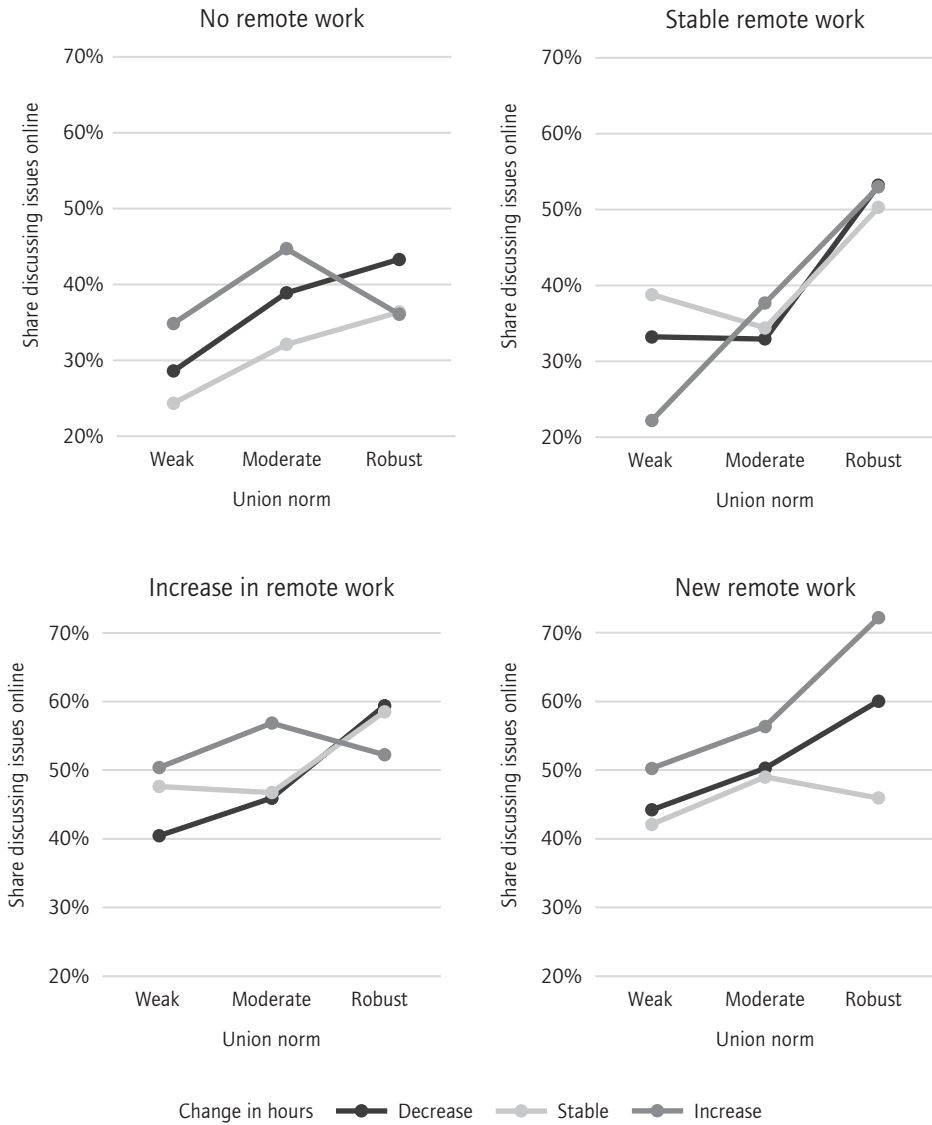 No remote work
70%
60%
50%
40%
30%
20%
Share discussing issues online
Weak Moderate Robust
Union norm
Stable remote work
70%
60%
50%
40%
30%
20%
Share discussing issues online
Weak Moderate Robust
Union norm
Increase in remote work
70%
60%
50%
40%
30%
20%
Share discussing issues online
Weak Moderate Robust
Union norm
New remote work
70%
60%
50%
40%
30%
20%
Share discussing issues online
Weak Moderate Robust
Union norm
Change in hours Decrease Stable Increase